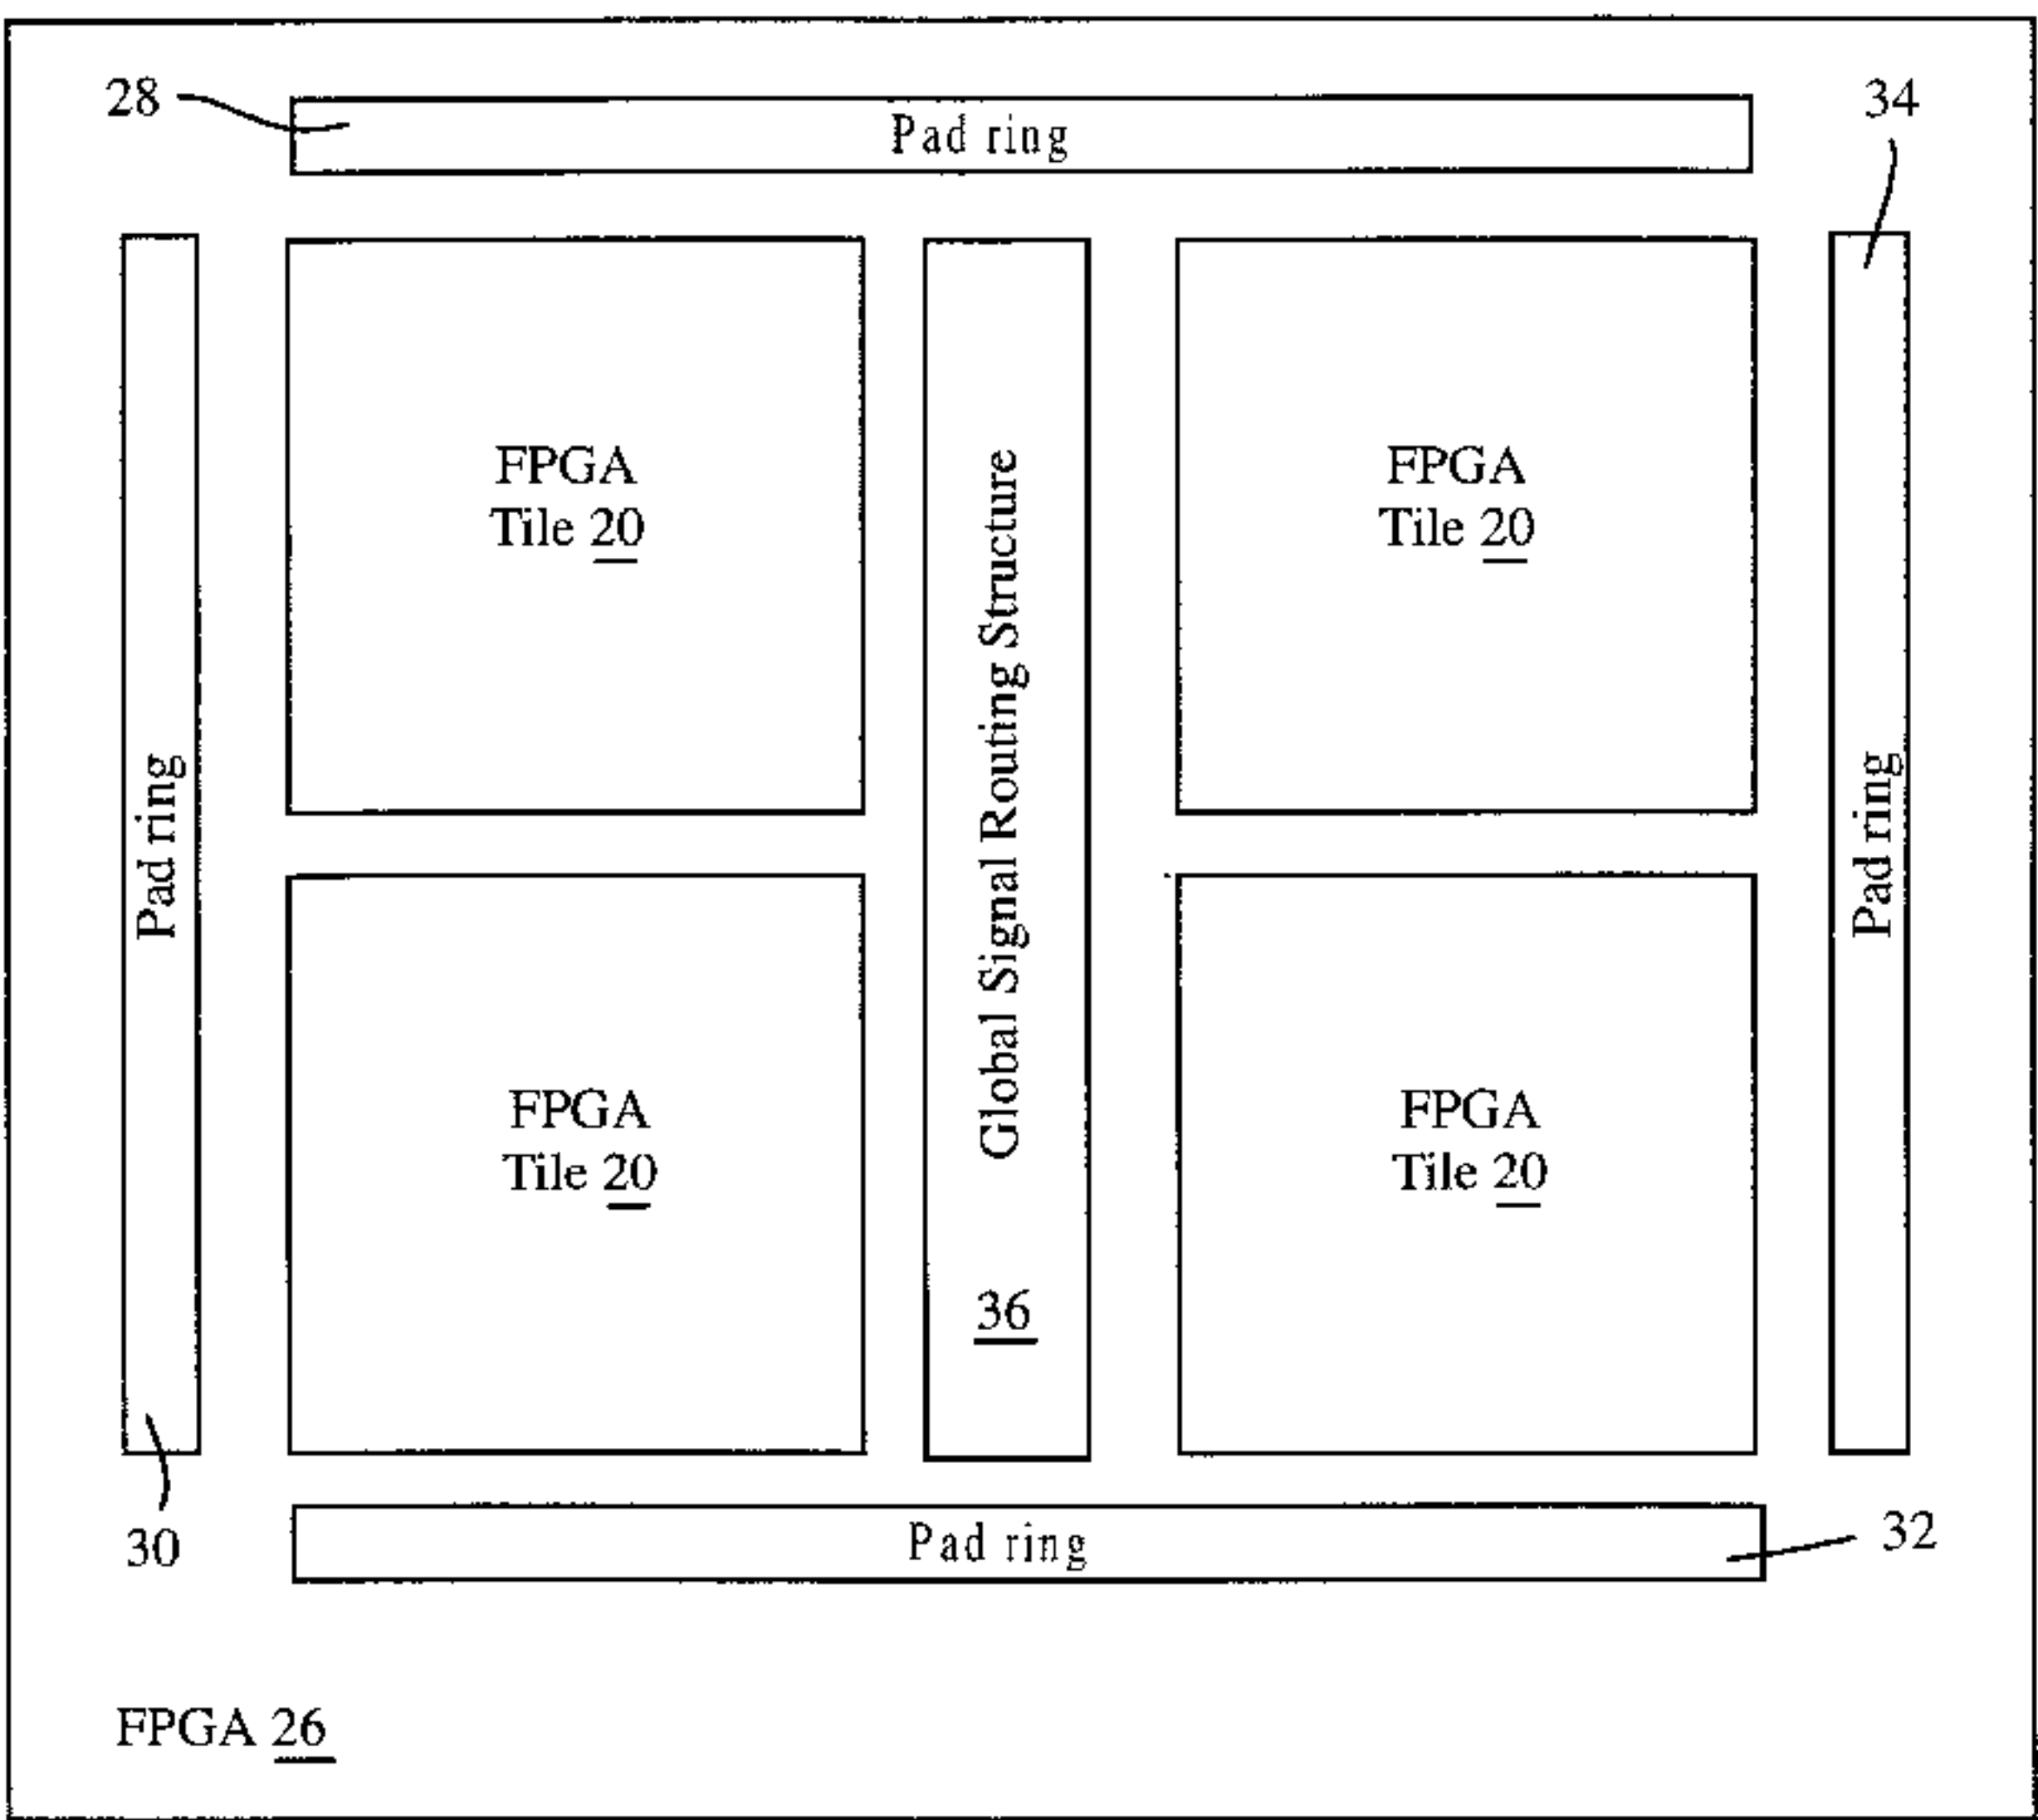 28
Pad ring
34
FPGA
Tile 20
FPGA
Tile 20
Pad ring
Global Signal Routing Structure
36
Pad ring
FPGA
Tile 20
FPGA
Tile 20
30
Pad ring
32
FPGA 26